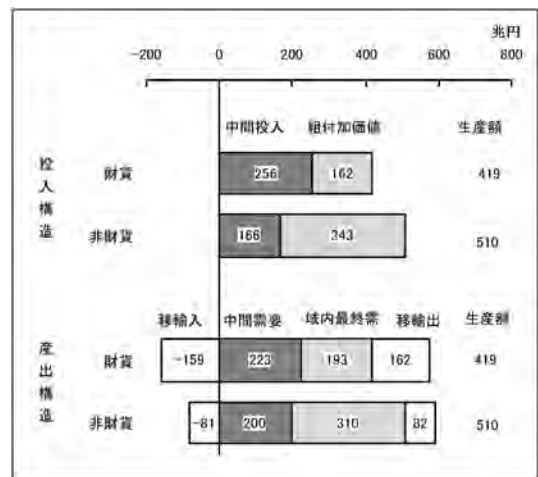 兆円
-200 0 200 400 600 800
中間投入 粗付加価値 生産額
投入構造
財貨 256 162 419
非財貨 166 343 510
移輸入 中間需要 域内最終需 移輸出 生産額
産出構造
財貨 -159 223 193 162 419
非財貨 -81 200 310 82 510